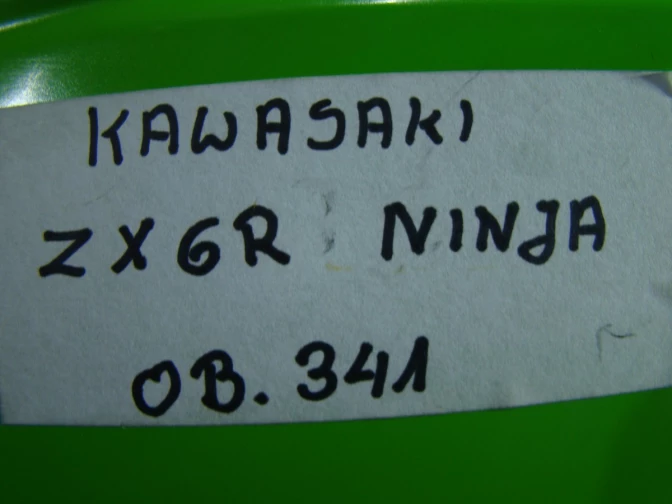 KAWASAKI
ZX6R NINJA
OB. 341